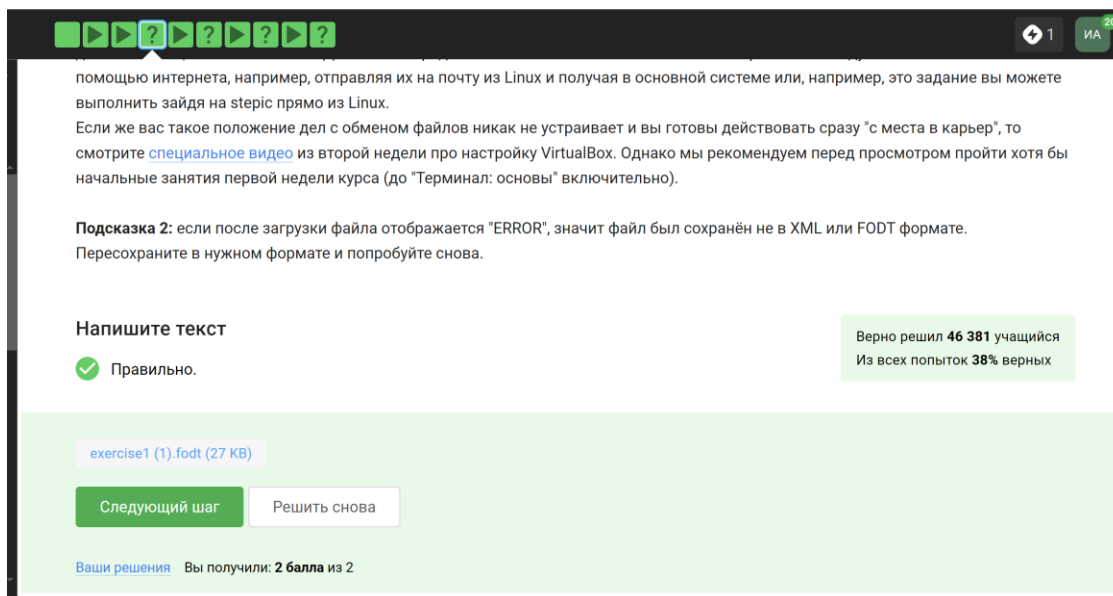 ? ? ? ?
1
ИА
20
помощью интернета, например, отправляя их на почту из Linux и получая в основной системе или, например, это задание вы можете
выполнить зайдя на stepic прямо из Linux.
Если же вас такое положение дел с обменом файлов никак не устраивает и вы готовы действовать сразу "с места в карьер", то
смотрите специальное видео из второй недели про настройку VirtualBox. Однако мы рекомендуем перед просмотром пройти хотя бы
начальные занятия первой недели курса (до "Терминал: основы" включительно).
Подсказка 2: если после загрузки файла отображается "ERROR", значит файл был сохранён не в XML или FODT формате.
Пересохраните в нужном формате и попробуйте снова.
Напишите текст
Правильно.
Верно решил 46 381 учащийся
Из всех попыток 38% верных
exercise1 (1).fodt (27 KB)
Следующий шаг
Решить снова
Ваши решения Вы получили: 2 балла из 2